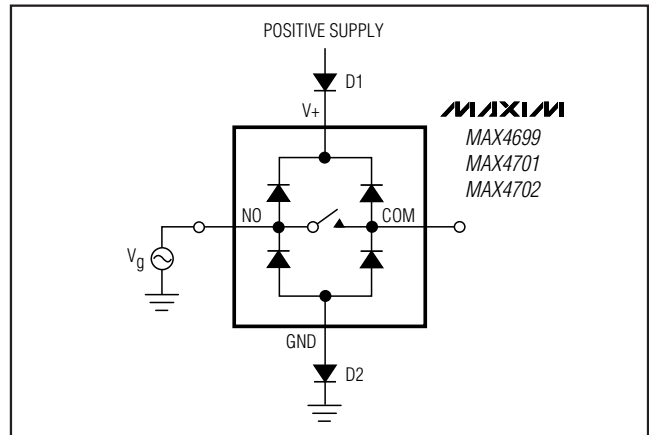 POSITIVE SUPPLY
D1
V+
MAXIM
MAX4699
MAX4701
MAX4702
NO
COM
Vg
GND
D2